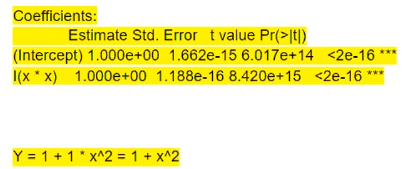 Coefficients:
Estimate Std. Error t value Pr(>|t|)
(Intercept) 1.000e+00 1.662e-15 6.017e+14 <2e-16 ***
I(x * x) 1.000e+00 1.188e-16 8.420e+15 <2e-16 ***
Y = 1 + 1 * x^2 = 1 + x^2